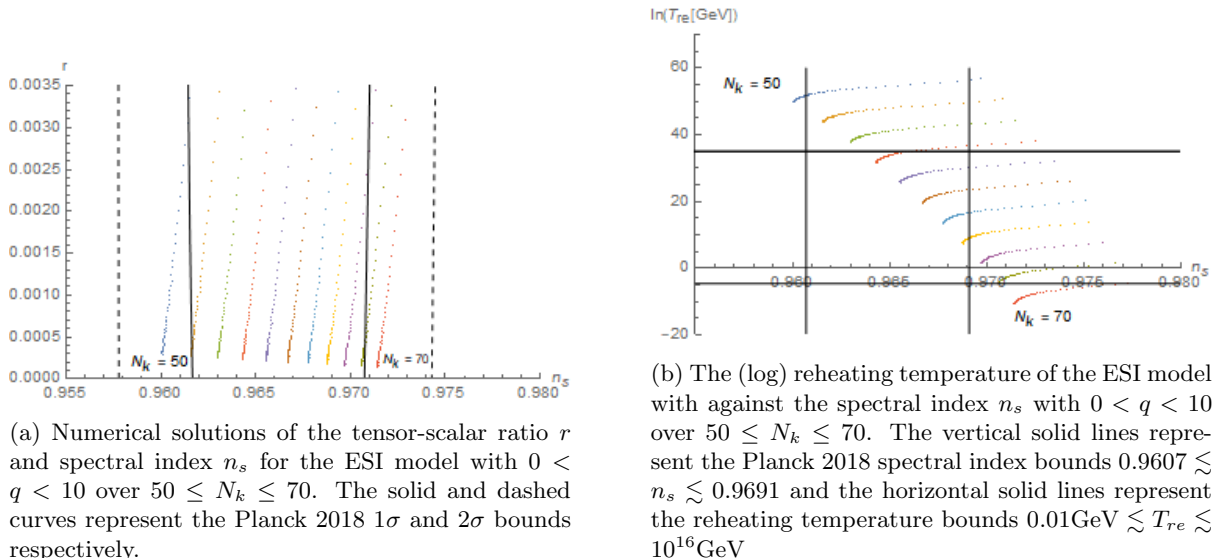 r
0.0035
0.0030
0.0025
0.0020
0.0015
0.0010
0.0005
0.0000
N_k = 50
N_k = 70
0.955
0.960
0.965
0.970
0.975
0.980
n_s
(a) Numerical solutions of the tensor-scalar ratio r
and spectral index n_s for the ESI model with 0 <
q < 10 over 50 ≤ N_k ≤ 70. The solid and dashed
curves represent the Planck 2018 1σ and 2σ bounds
respectively.
ln(T_re[GeV])
60
40
20
0
−20
N_k = 50
0.960
0.965
0.970
0.975
0.980
n_s
N_k = 70
(b) The (log) reheating temperature of the ESI model
with against the spectral index n_s with 0 < q < 10
over 50 ≤ N_k ≤ 70. The vertical solid lines repre-
sent the Planck 2018 spectral index bounds 0.9607 ≲
n_s ≲ 0.9691 and the horizontal solid lines represent
the reheating temperature bounds 0.01GeV ≲ T_re ≲
10^16GeV